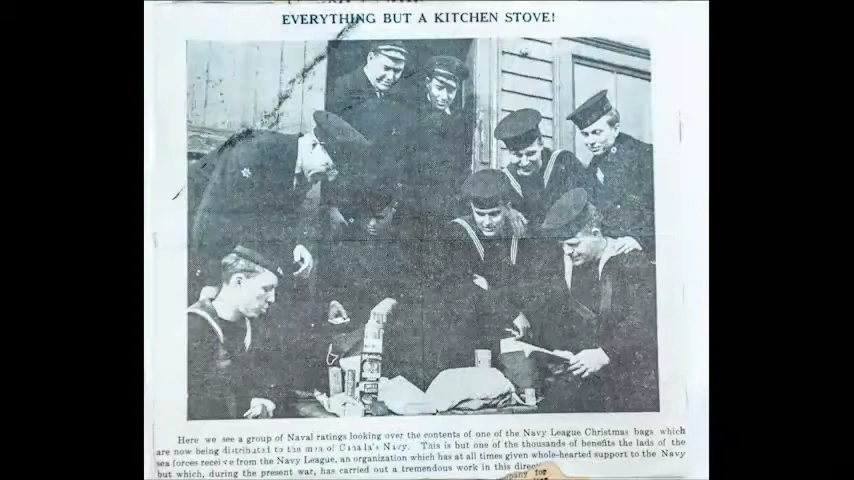 EVERYTHING BUT A KITCHEN STOVE!
Here we see a group of Naval ratings looking over the contents of one of the Navy League Christmas bags which
are now being distributed to the men of Canada's Navy. This is but one of the thousands of benefits the lads of the
sea forces receive from the Navy League, an organization which has at all times given whole-hearted support to the Navy
but which, during the present war, has carried out a tremendous work in this direc
for